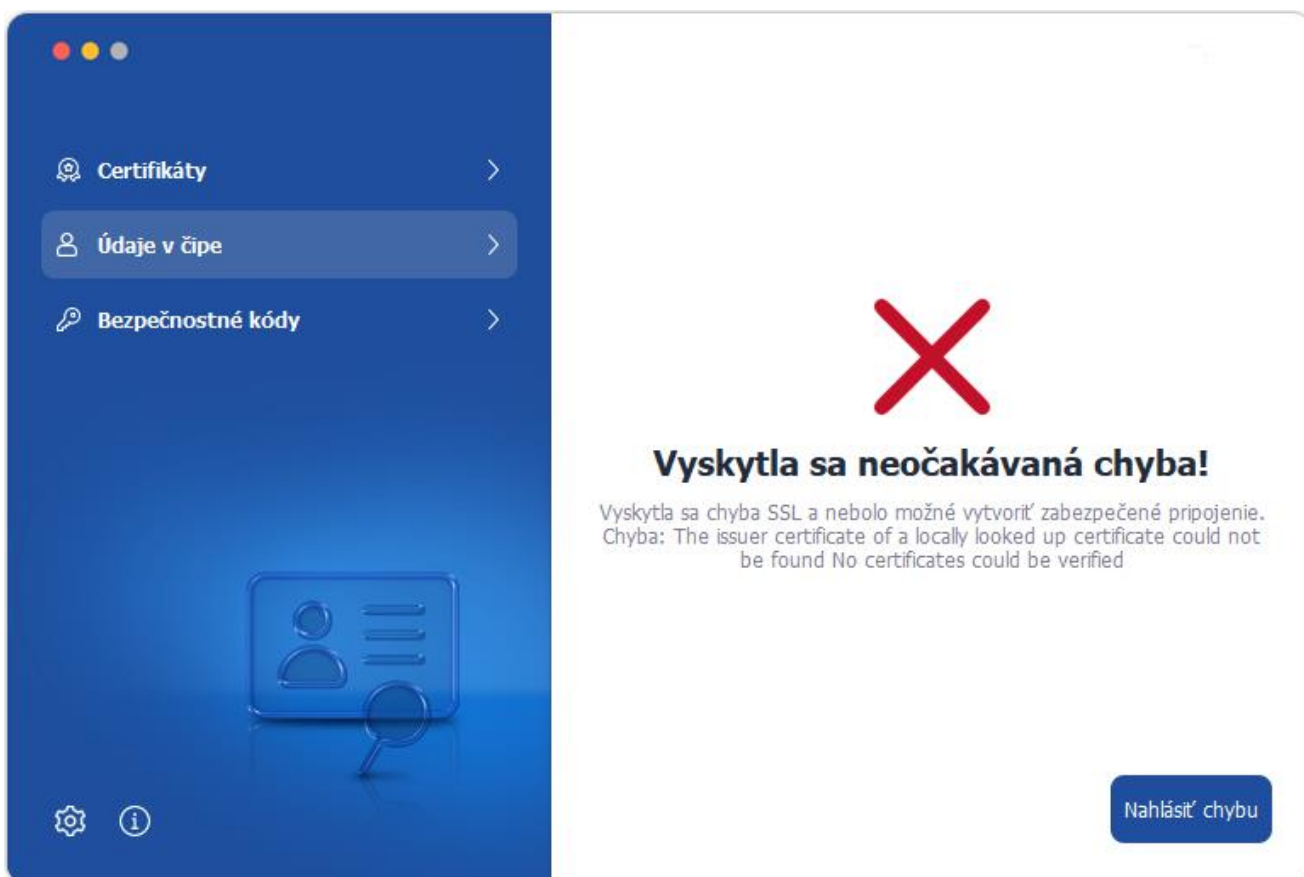 Certifikáty
Údaje v čipe
Bezpečnostné kódy
Vyskytla sa neočakávaná chyba!
Vyskytla sa chyba SSL a nebolo možné vytvoriť zabezpečené pripojenie.
Chyba: The issuer certificate of a locally looked up certificate could not
be found No certificates could be verified
Nahlásiť chybu